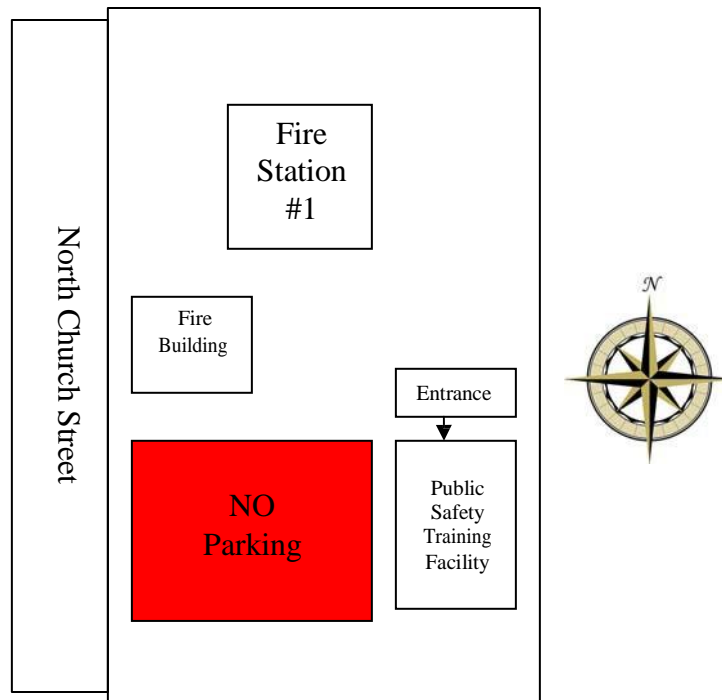 Fire
Station
#1
North Church Street
N
Fire
Building
Entrance
NO
Parking
Public
Safety
Training
Facility